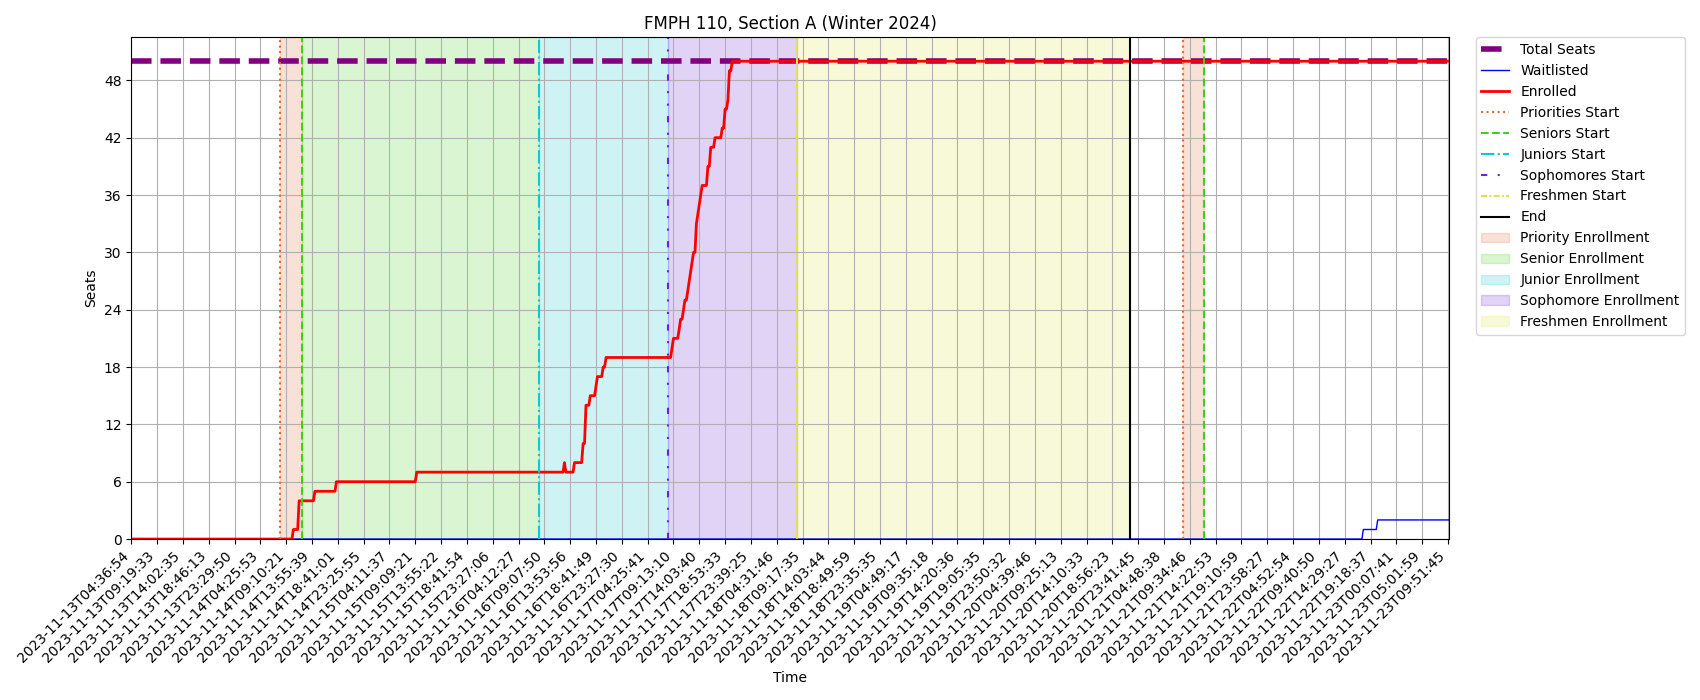 FMPH 110, Section A (Winter 2024)
Seats
48
42
36
30
24
18
12
6
0
2023-11-13T04:36:54
2023-11-13T09:19:33
2023-11-13T14:02:35
2023-11-13T18:46:13
2023-11-13T23:29:50
2023-11-14T04:25:53
2023-11-14T09:10:21
2023-11-14T13:55:39
2023-11-14T18:41:01
2023-11-14T23:25:55
2023-11-15T04:11:37
2023-11-15T09:09:21
2023-11-15T13:55:22
2023-11-15T18:41:54
2023-11-15T23:27:06
2023-11-16T04:12:27
2023-11-16T09:07:50
2023-11-16T13:53:56
2023-11-16T18:41:49
2023-11-16T23:27:30
2023-11-17T04:25:41
2023-11-17T09:13:10
2023-11-17T14:03:40
2023-11-17T18:53:33
2023-11-17T23:39:25
2023-11-18T04:31:46
2023-11-18T09:17:35
2023-11-18T14:03:44
2023-11-18T18:49:59
2023-11-18T23:35:35
2023-11-19T04:49:17
2023-11-19T09:35:18
2023-11-19T14:20:36
2023-11-19T19:05:35
2023-11-19T23:50:32
2023-11-20T04:39:46
2023-11-20T09:25:13
2023-11-20T14:10:33
2023-11-20T18:56:23
2023-11-20T23:41:45
2023-11-21T04:48:38
2023-11-21T09:34:46
2023-11-21T14:22:53
2023-11-21T19:10:59
2023-11-21T23:58:27
2023-11-22T04:52:54
2023-11-22T09:40:50
2023-11-22T14:29:27
2023-11-22T19:18:37
2023-11-23T00:07:41
2023-11-23T05:01:59
2023-11-23T09:51:45
Time
Total Seats
Waitlisted
Enrolled
Priorities Start
Seniors Start
Juniors Start
Sophomores Start
Freshmen Start
End
Priority Enrollment
Senior Enrollment
Junior Enrollment
Sophomore Enrollment
Freshmen Enrollment